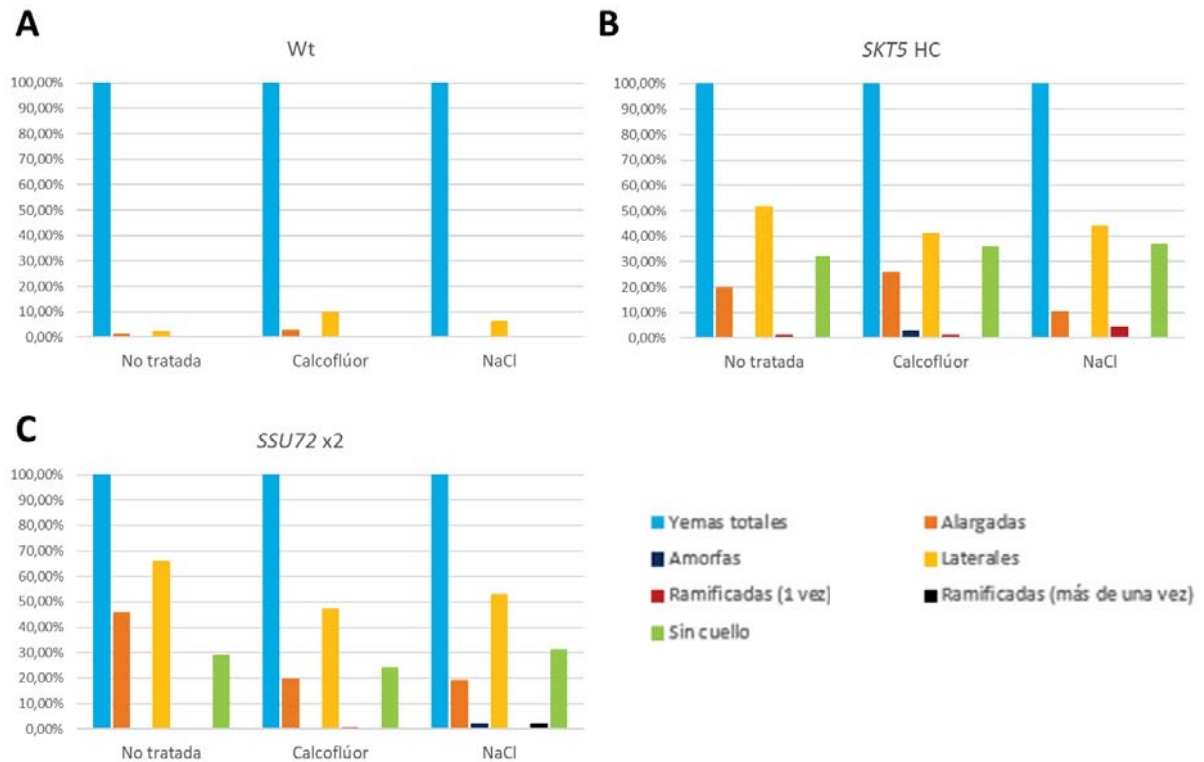 A
Wt
100,00%
90,00%
80,00%
70,00%
60,00%
50,00%
40,00%
30,00%
20,00%
10,00%
0,00%
No tratada Calcoflúor NaCl
B
SKT5 HC
100,00%
90,00%
80,00%
70,00%
60,00%
50,00%
40,00%
30,00%
20,00%
10,00%
0,00%
No tratada Calcoflúor NaCl
C
SSU72 x2
100,00%
90,00%
80,00%
70,00%
60,00%
50,00%
40,00%
30,00%
20,00%
10,00%
0,00%
No tratada Calcoflúor NaCl
Yemas totales Alargadas
Amorfas Laterales
Ramificadas (1 vez) Ramificadas (más de una vez)
Sin cuello